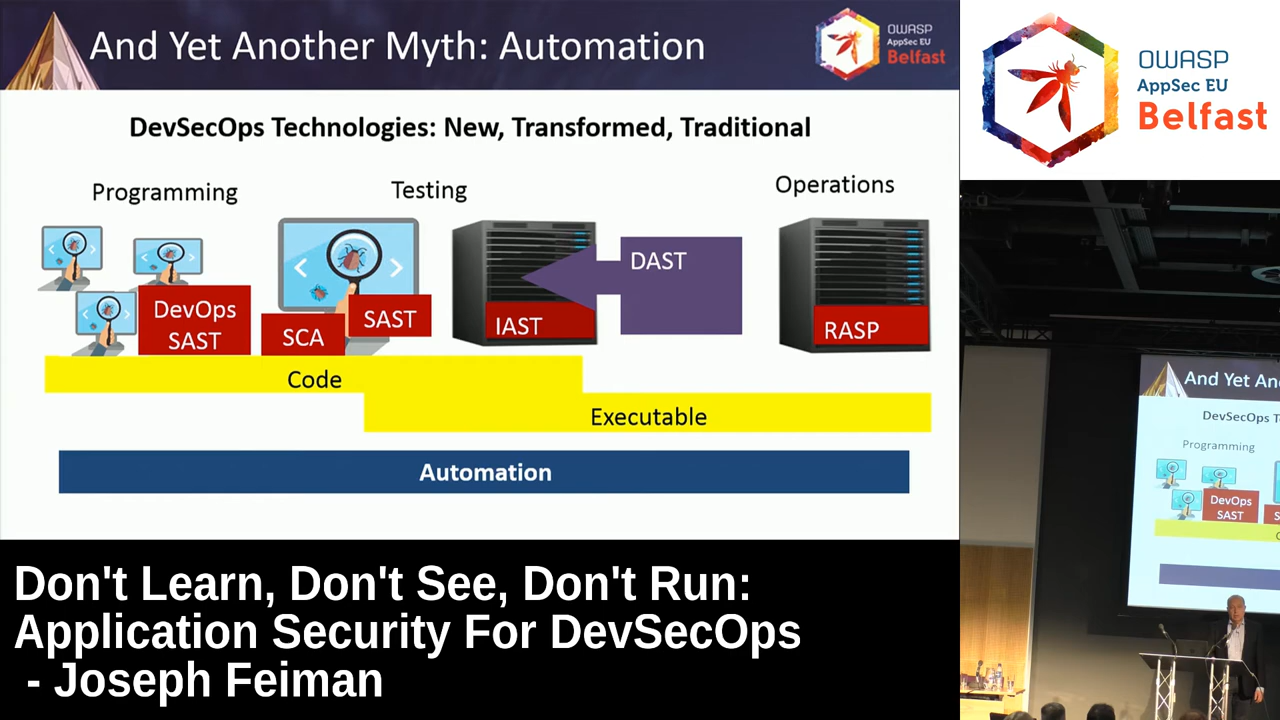 And Yet Another Myth: Automation
OWASP
AppSec EU
Belfast
DevSecOps Technologies: New, Transformed, Traditional
Programming
Testing
Operations
DAST
DevOps
SAST
SCA
SAST
IAST
RASP
Code
Executable
Automation
Don't Learn, Don't See, Don't Run:
Application Security For DevSecOps
- Joseph Feiman
OWASP
AppSec EU
Belfast
And Yet An
DevSecOps T
Programming
DevOps
SAST